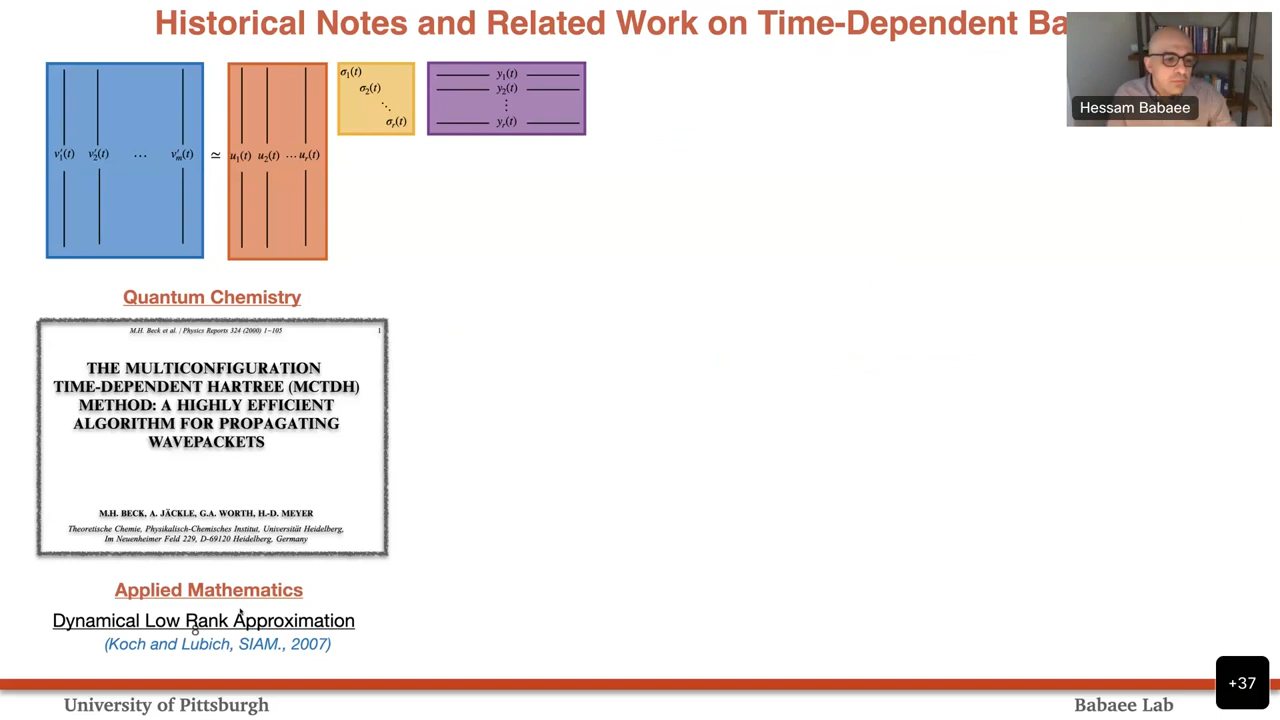 Historical Notes and Related Work on Time-Dependent Ba
Hessam Babaee
v′1(t) v′2(t) … v′m(t) ≃ u1(t) u2(t) … ur(t)
σ1(t)
σ2(t)
⋱
σr(t)
y1(t)
y2(t)
⋮
yr(t)
Quantum Chemistry
M.H. Beck et al. / Physics Reports 324 (2000) 1–105 1
THE MULTICONFIGURATION
TIME-DEPENDENT HARTREE (MCTDH)
METHOD: A HIGHLY EFFICIENT
ALGORITHM FOR PROPAGATING
WAVEPACKETS
M.H. BECK, A. JÄCKLE, G.A. WORTH, H.-D. MEYER
Theoretische Chemie, Physikalisch-Chemisches Institut, Universität Heidelberg,
Im Neuenheimer Feld 229, D-69120 Heidelberg, Germany
Applied Mathematics
Dynamical Low Rank Approximation
8
(Koch and Lubich, SIAM., 2007)
+37
University of Pittsburgh
Babaee Lab